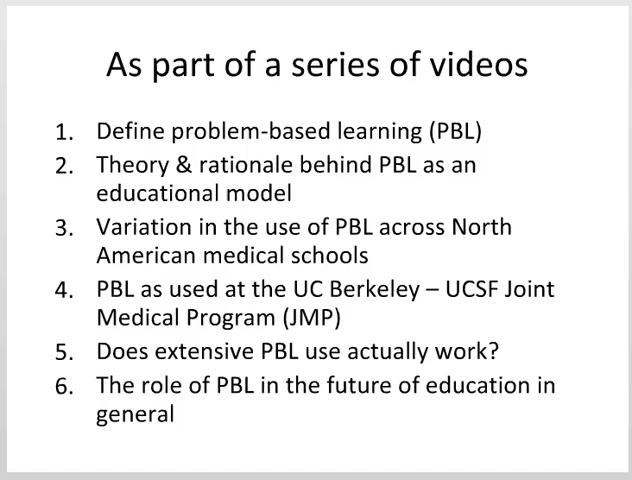 As part of a series of videos
1. Define problem-based learning (PBL)
2. Theory & rationale behind PBL as an
educational model
3. Variation in the use of PBL across North
American medical schools
4. PBL as used at the UC Berkeley – UCSF Joint
Medical Program (JMP)
5. Does extensive PBL use actually work?
6. The role of PBL in the future of education in
general